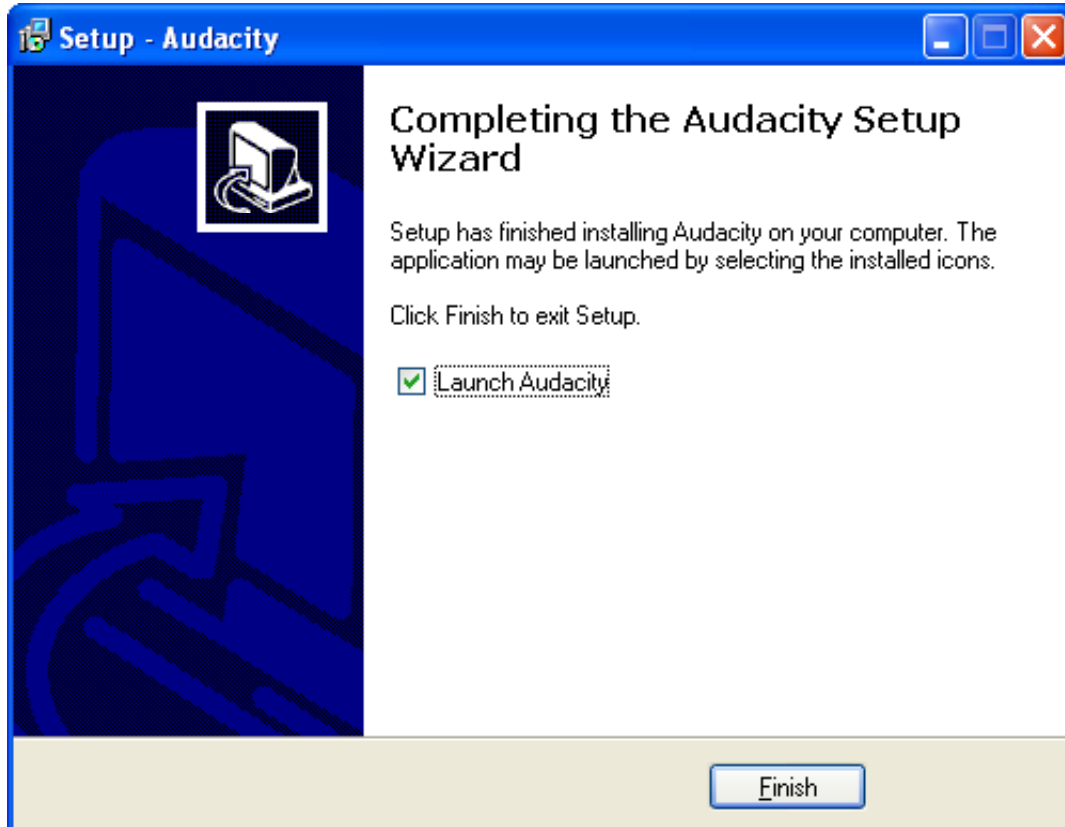 Setup - Audacity
Completing the Audacity Setup
Wizard
Setup has finished installing Audacity on your computer. The
application may be launched by selecting the installed icons.
Click Finish to exit Setup.
Launch Audacity
Finish